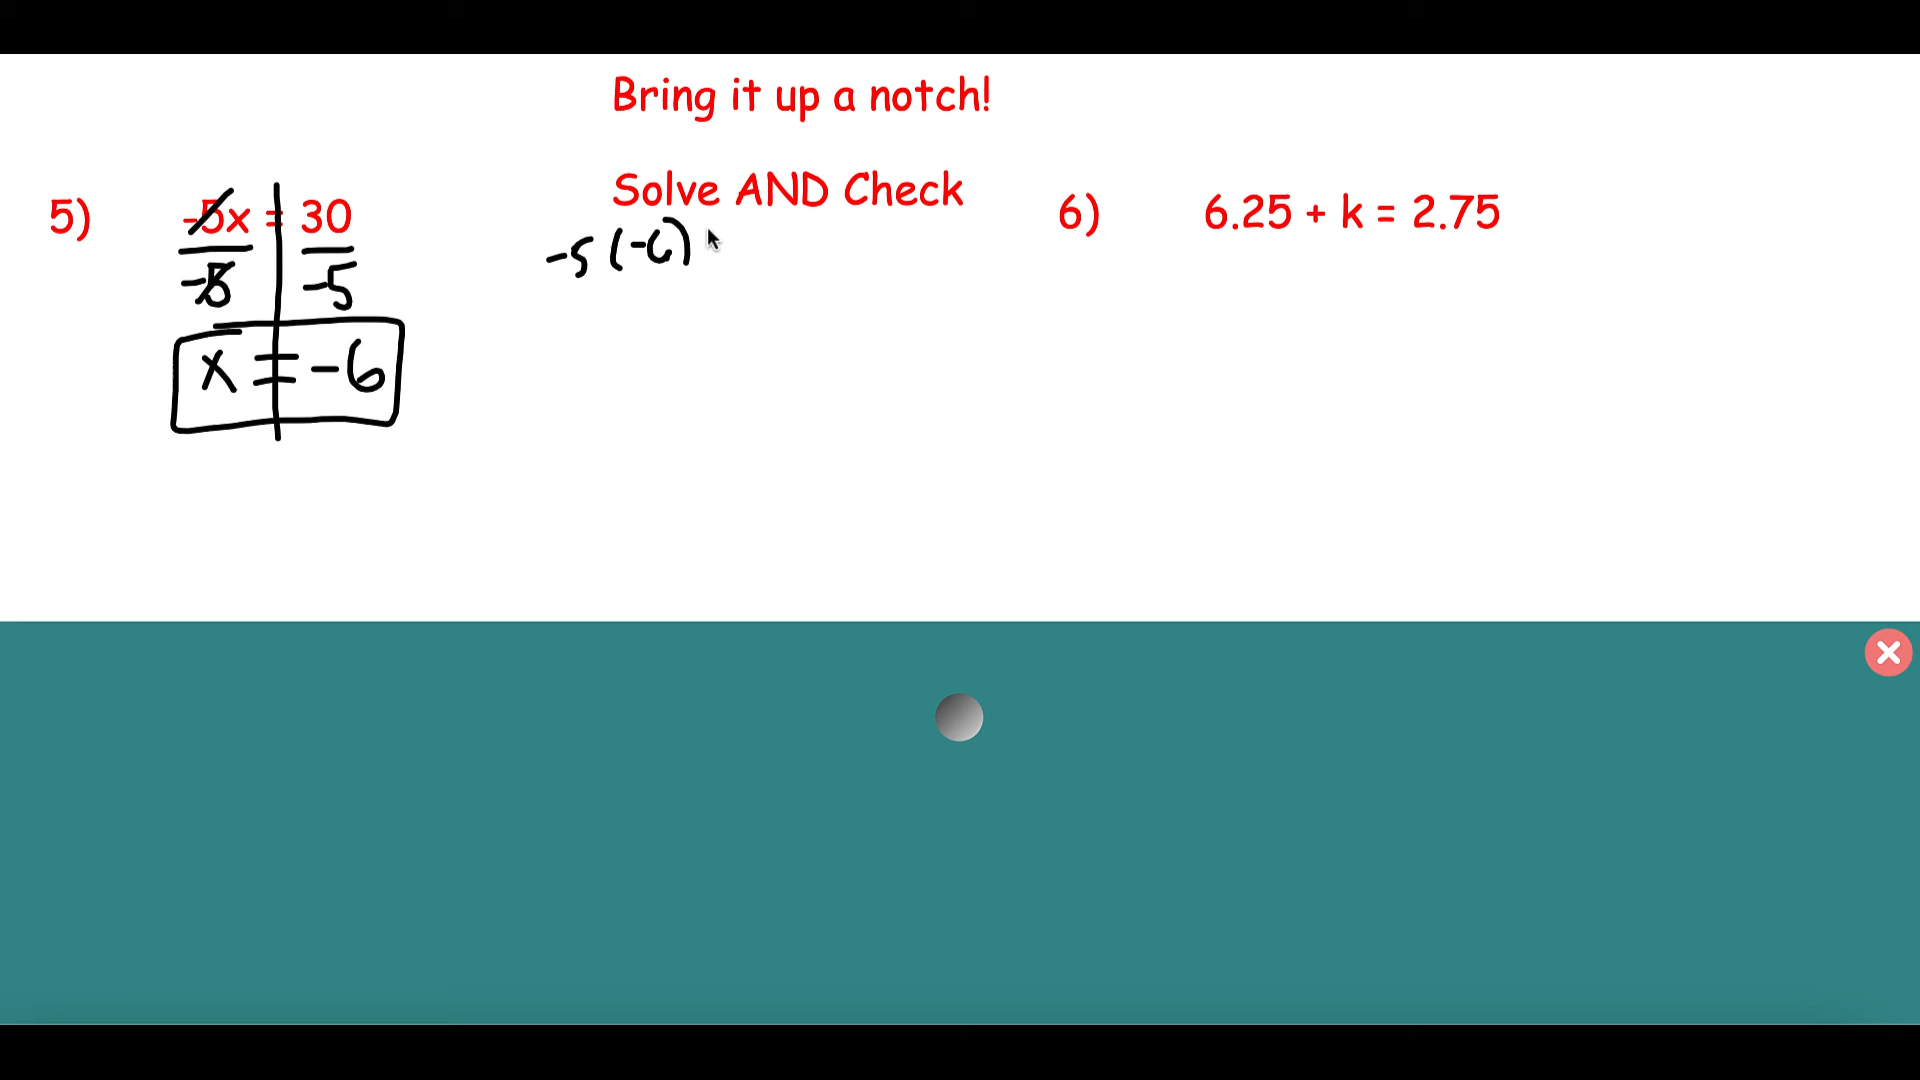 Bring it up a notch!
Solve AND Check
5) -5x = 30
-5 -5
x = -6
-5(-6)
6) 6.25 + k = 2.75